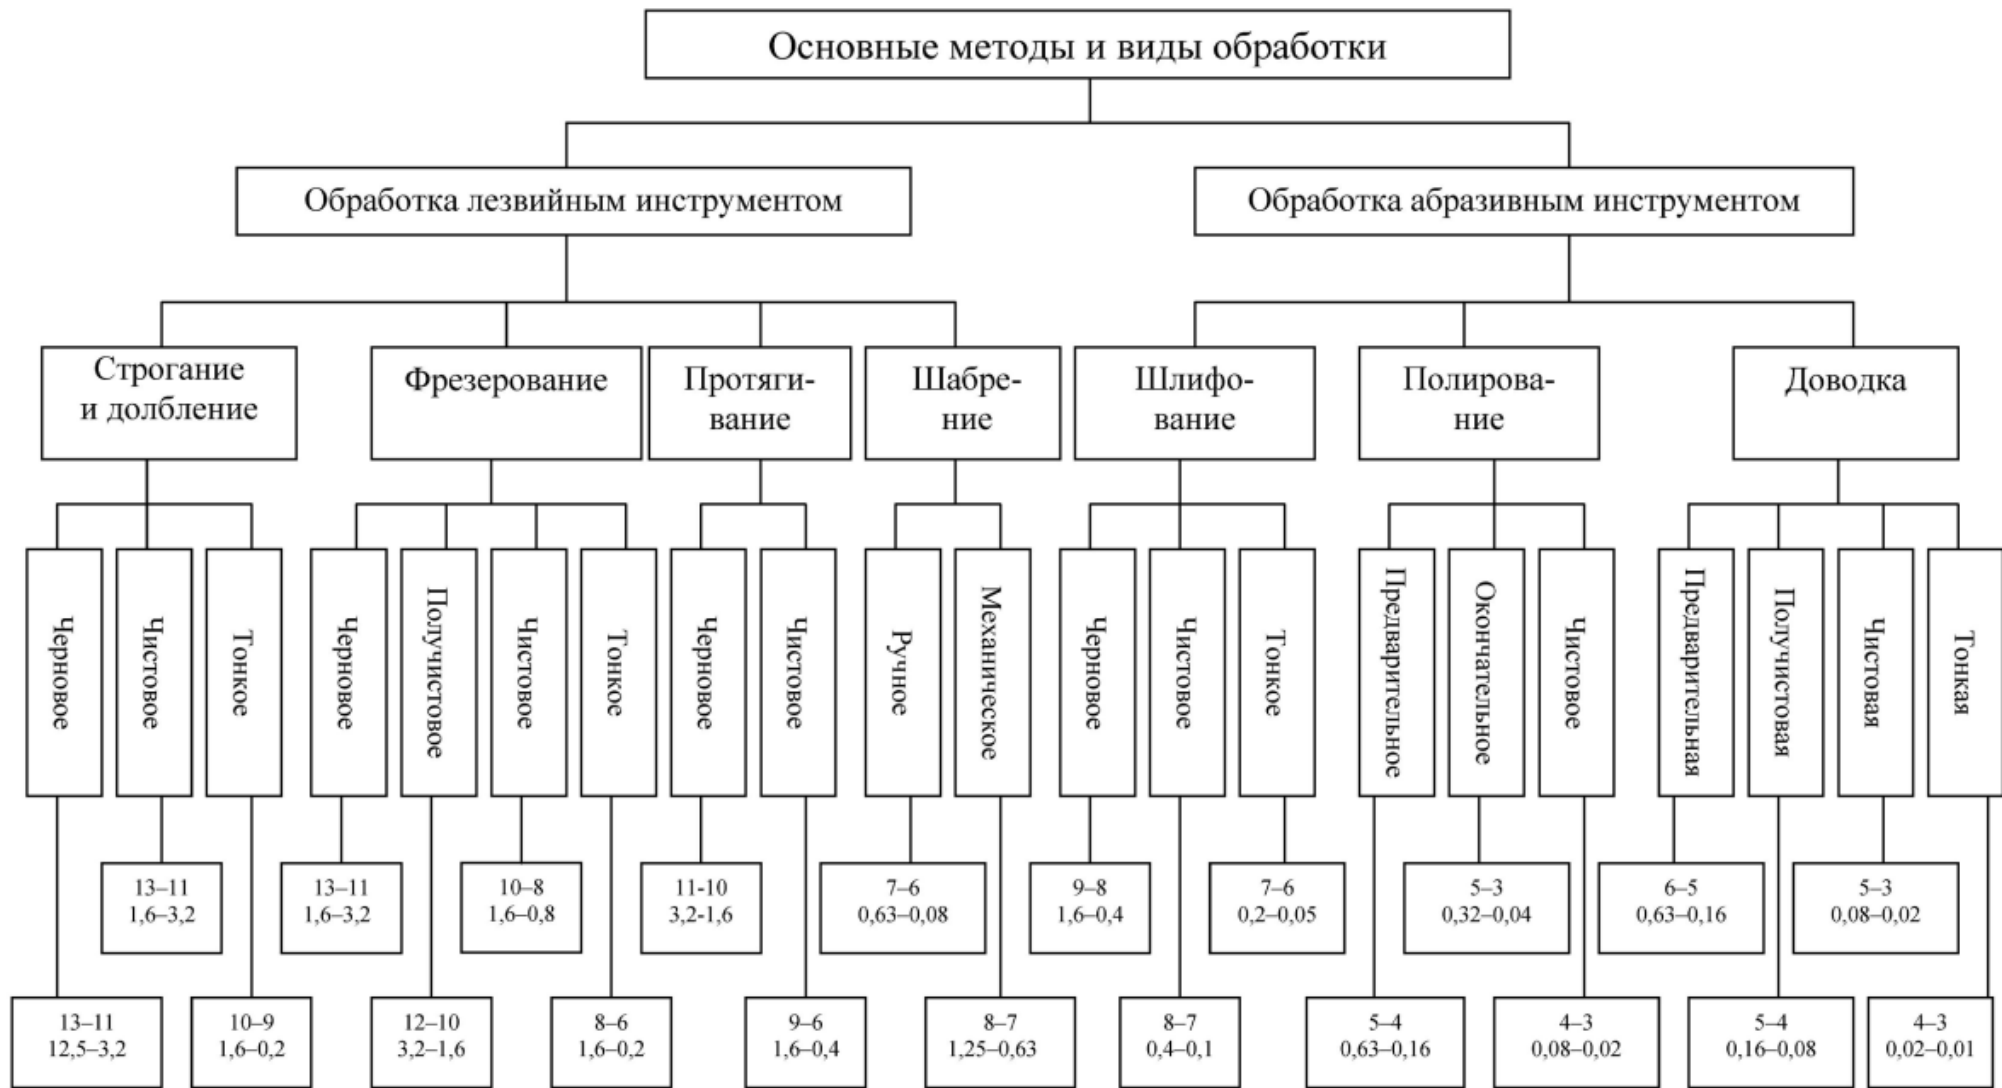 Основные методы и виды обработки
Обработка лезвийным инструментом
Обработка абразивным инструментом
Строгание
и долбление
Фрезерование
Протяги-
вание
Шабре-
ние
Шлифо-
вание
Полирова-
ние
Доводка
Черновое
Чистовое
Тонкое
Черновое
Получистовое
Чистовое
Тонкое
Черновое
Чистовое
Ручное
Механическое
Черновое
Чистовое
Тонкое
Предварительное
Окончательное
Чистовое
Предварительная
Получистовая
Чистовая
Тонкая
13–11
1,6–3,2
13–11
1,6–3,2
10–8
1,6–0,8
11-10
3,2-1,6
7–6
0,63–0,08
9–8
1,6–0,4
7–6
0,2–0,05
5–3
0,32–0,04
6–5
0,63–0,16
5–3
0,08–0,02
13–11
12,5–3,2
10–9
1,6–0,2
12–10
3,2–1,6
8–6
1,6–0,2
9–6
1,6–0,4
8–7
1,25–0,63
8–7
0,4–0,1
5–4
0,63–0,16
4–3
0,08–0,02
5–4
0,16–0,08
4–3
0,02–0,01